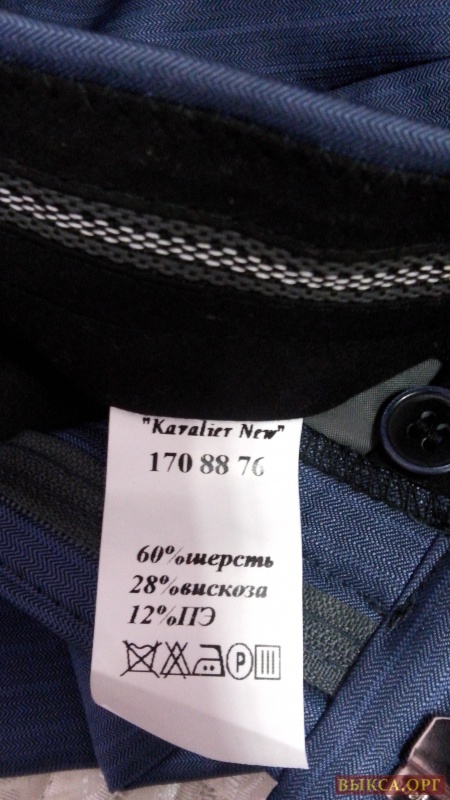 "Kavalier New"
170 88 76
60%шерсть
28%вискоза
12%ПЭ
P
ВЫКСА.ОРГ